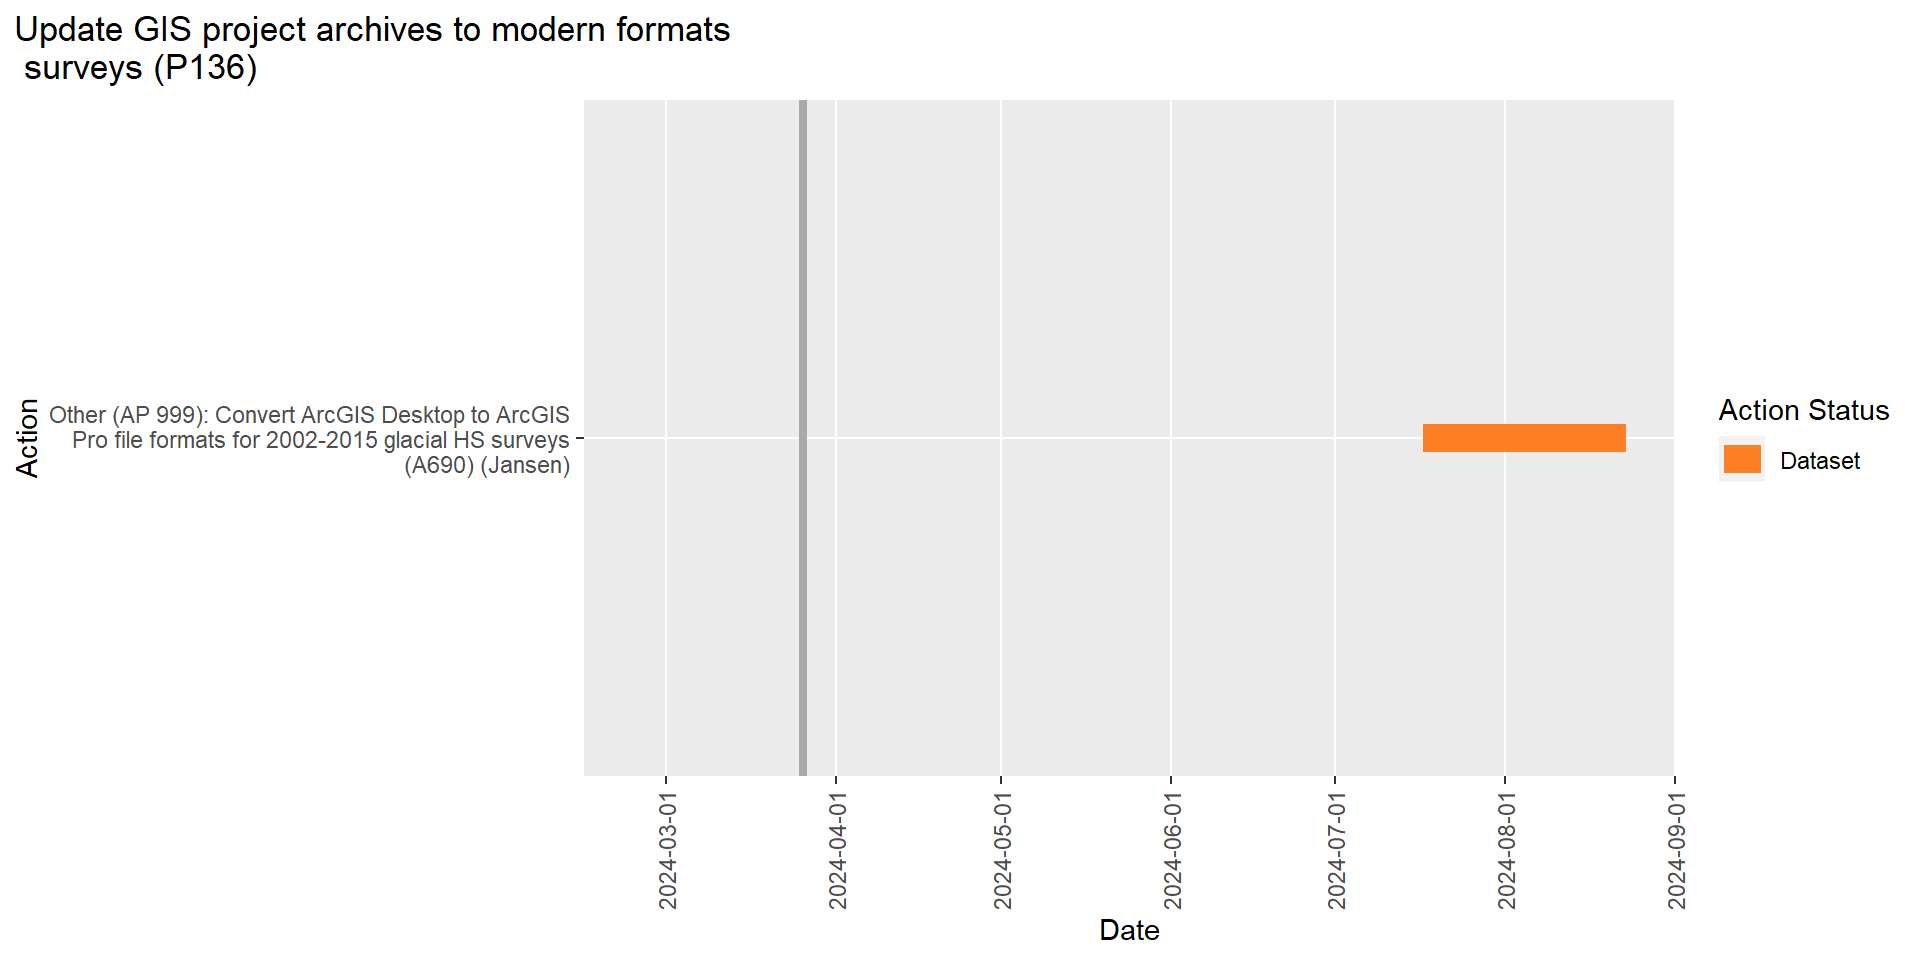 Update GIS project archives to modern formats
surveys (P136)
Action
Other (AP 999): Convert ArcGIS Desktop to ArcGIS
Pro file formats for 2002-2015 glacial HS surveys
(A690) (Jansen)
Action Status
Dataset
2024-03-01
2024-04-01
2024-05-01
2024-06-01
2024-07-01
2024-08-01
2024-09-01
Date